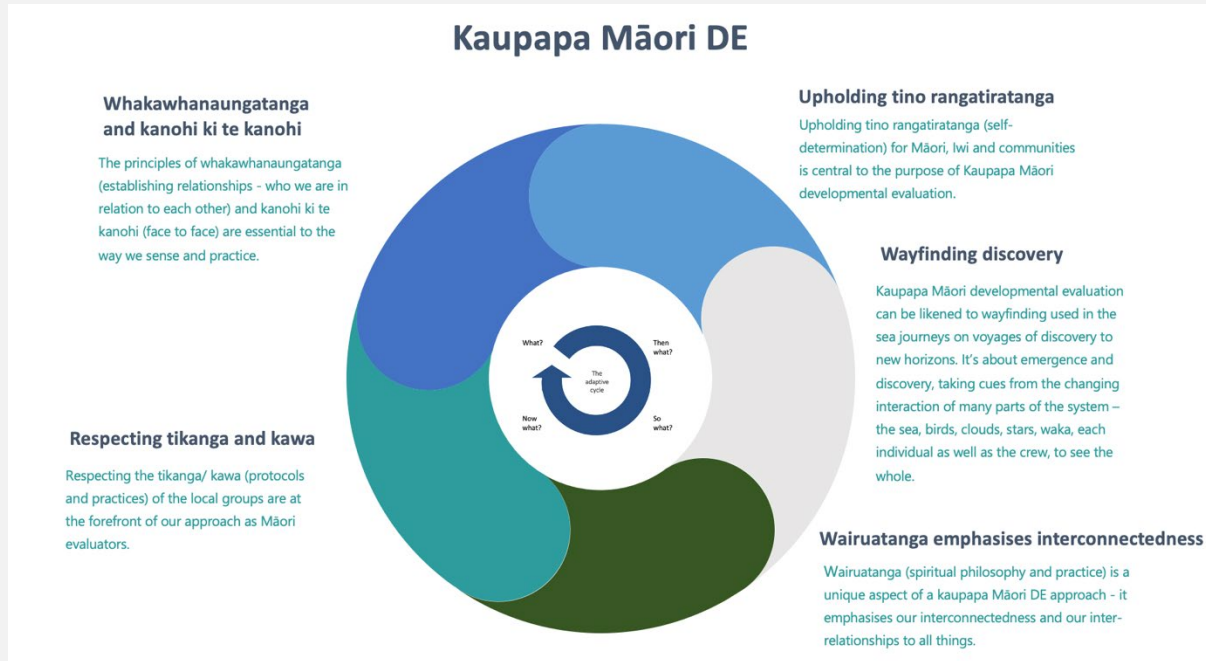 Kaupapa Māori DE
Whakawhanaungatanga
and kanohi ki te kanohi
The principles of whakawhanaungatanga
(establishing relationships - who we are in
relation to each other) and kanohi ki te
kanohi (face to face) are essential to the
way we sense and practice.
Respecting tikanga and kawa
Respecting the tikanga/ kawa (protocols
and practices) of the local groups are at
the forefront of our approach as Māori
evaluators.
What?
Then
what?
The
adaptive
cycle
Now
what?
So
what?
Upholding tino rangatiratanga
Upholding tino rangatiratanga (self-
determination) for Māori, Iwi and communities
is central to the purpose of Kaupapa Māori
developmental evaluation.
Wayfinding discovery
Kaupapa Māori developmental evaluation
can be likened to wayfinding used in the
sea journeys on voyages of discovery to
new horizons. It’s about emergence and
discovery, taking cues from the changing
interaction of many parts of the system –
the sea, birds, clouds, stars, waka, each
individual as well as the crew, to see the
whole.
Wairuatanga emphasises interconnectedness
Wairuatanga (spiritual philosophy and practice) is a
unique aspect of a kaupapa Māori DE approach - it
emphasises our interconnectedness and our inter-
relationships to all things.